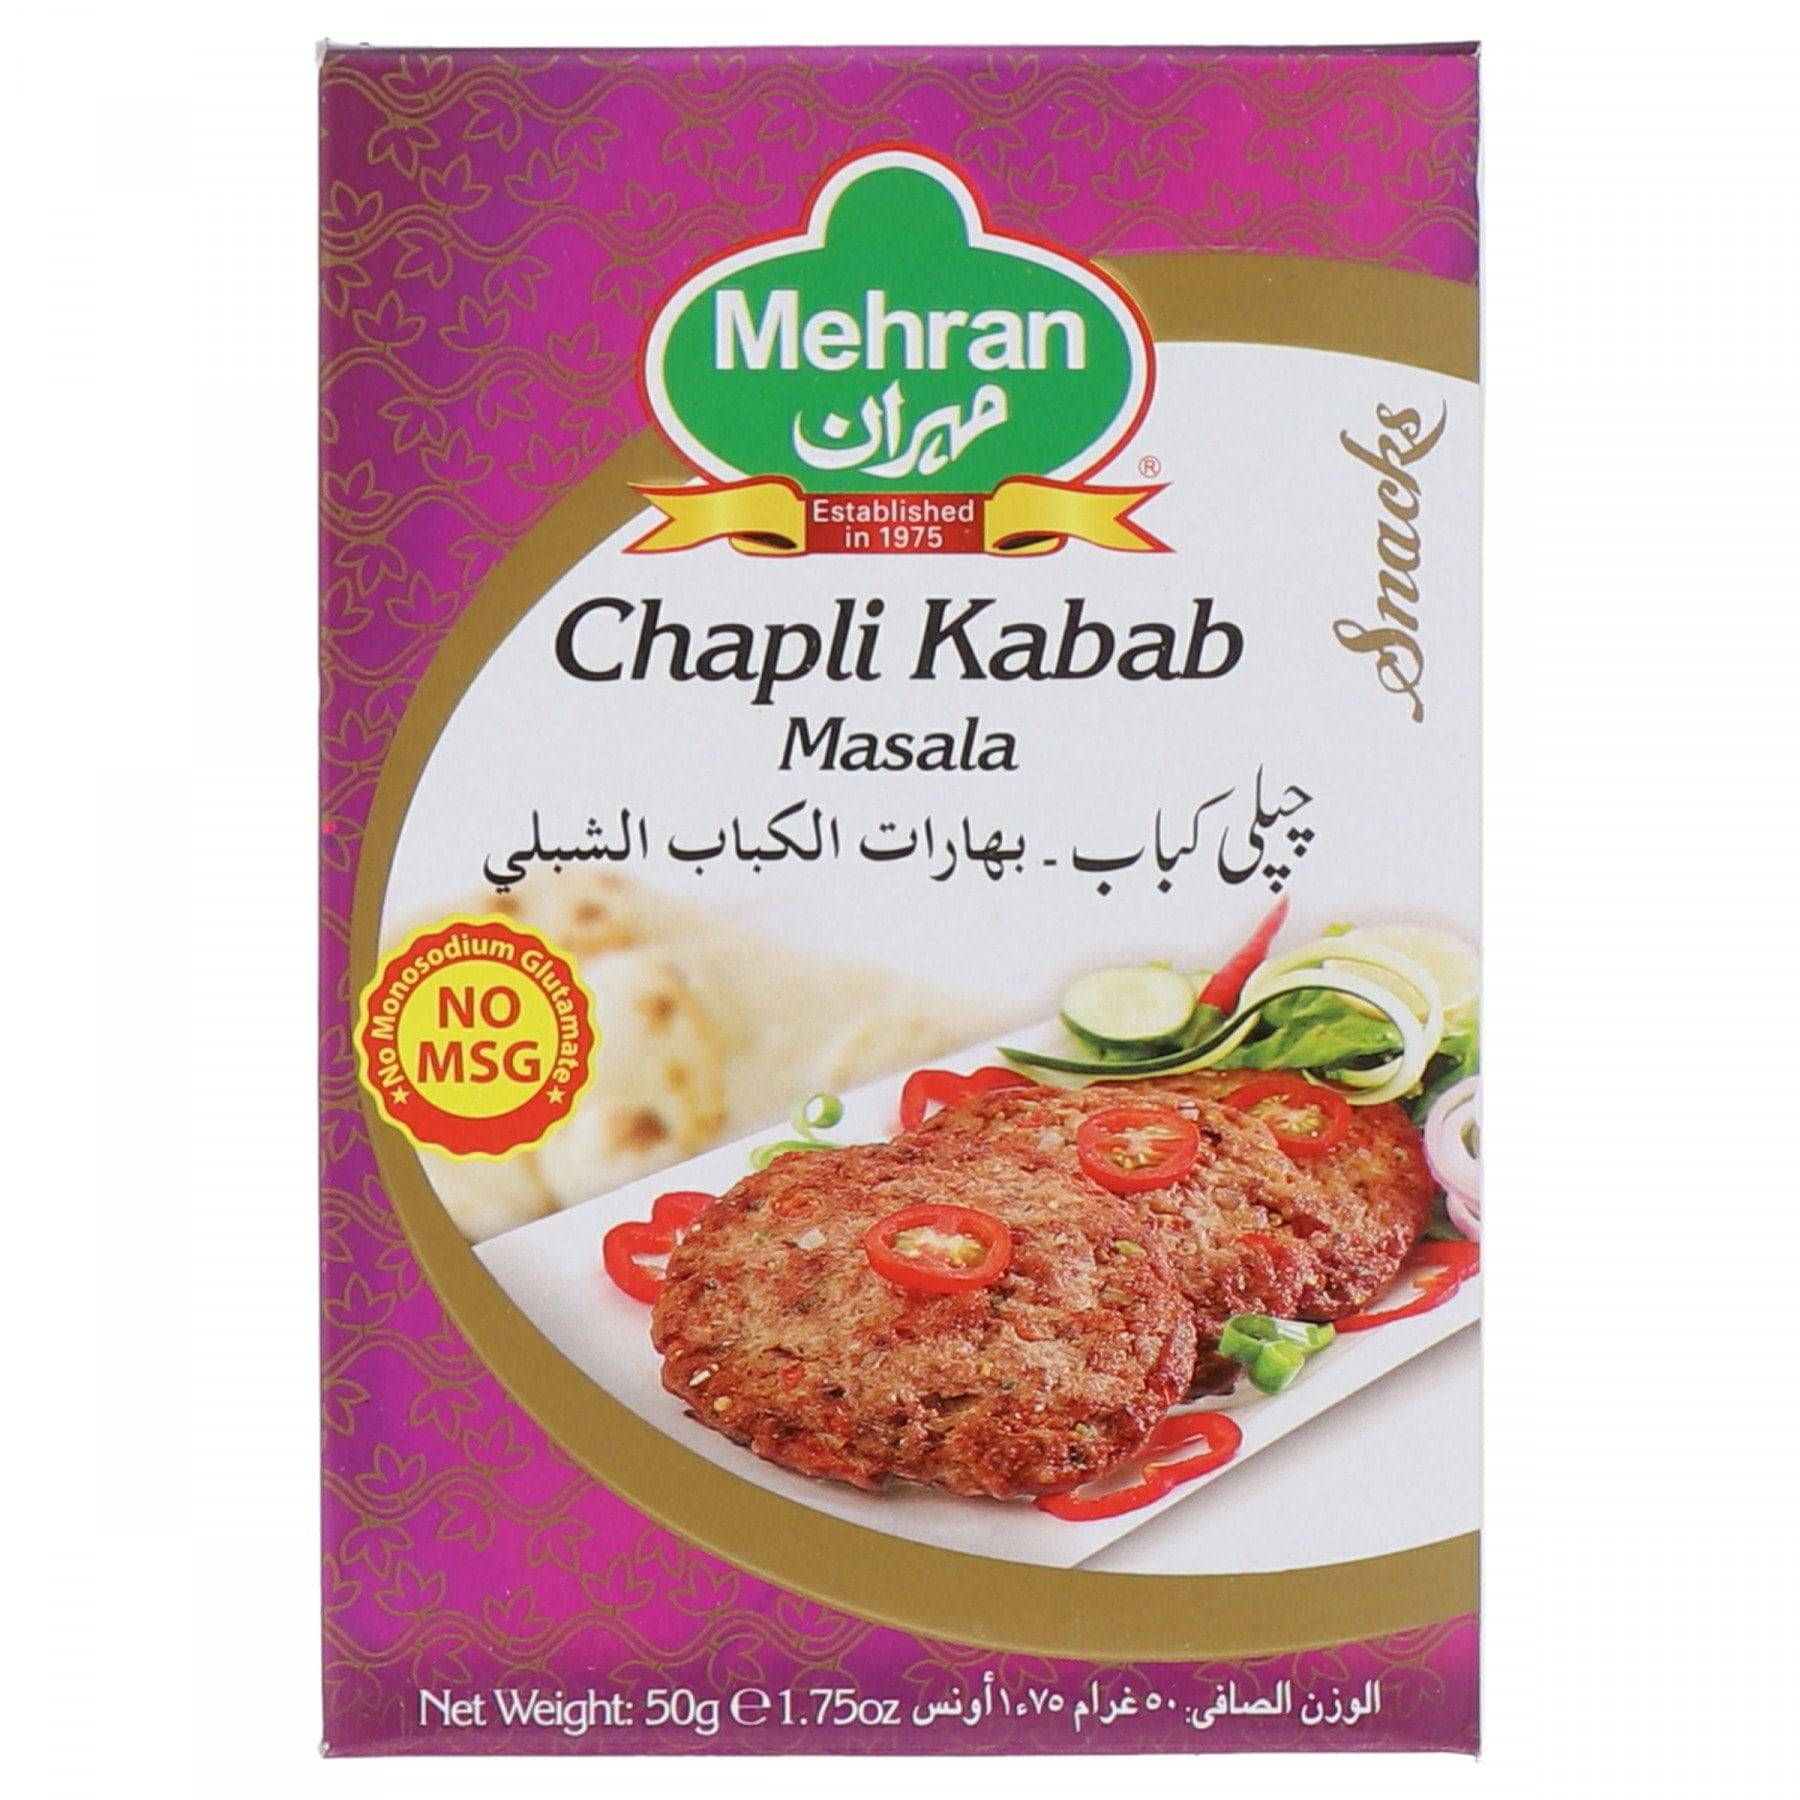 Mehran
مہران
®
Established
in 1975
Snacks
Chapli Kabab
Masala
چپلی کباب - بهارات الكباب الشبلي
No Monosodium Glutamate
NO
MSG
Net Weight: 50g ℮ 1.75oz الوزن الصافي: ٥٠ غرام ١٫٧٥ أونس